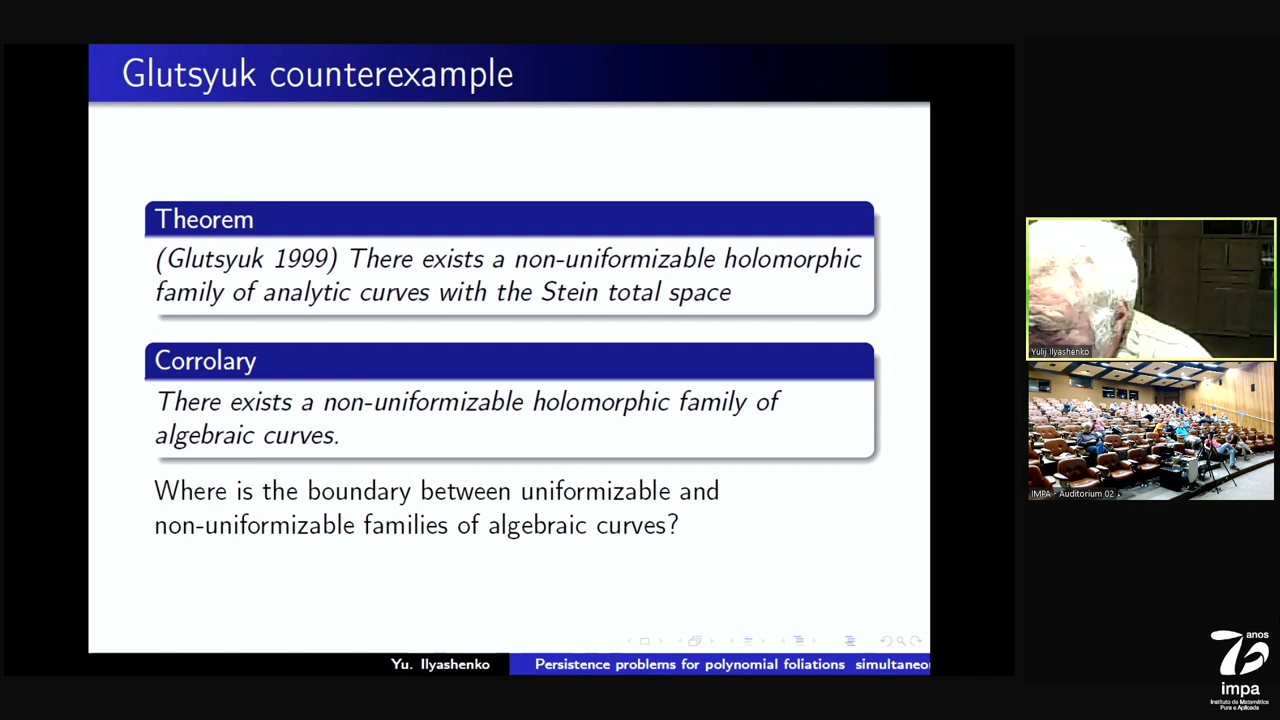 Glutsyuk counterexample
Theorem
(Glutsyuk 1999) There exists a non-uniformizable holomorphic
family of analytic curves with the Stein total space
Corrolary
There exists a non-uniformizable holomorphic family of
algebraic curves.
Where is the boundary between uniformizable and
non-uniformizable families of algebraic curves?
Yu. Ilyashenko
Persistence problems for polynomial foliations simultaneo
Yulij Ilyashenko
IMPA - Auditorium 02
anos
impa
Instituto de Matemática
Pura e Aplicada